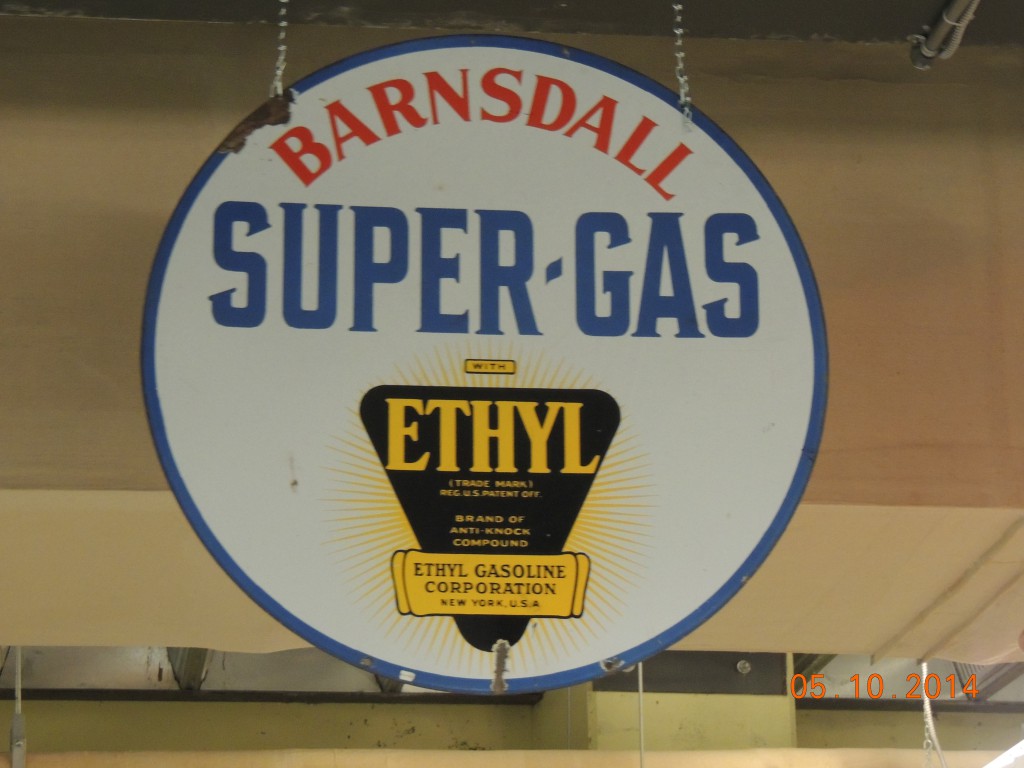 BARNSDALL
SUPER-GAS
WITH
ETHYL
(TRADE MARK)
REG. U.S. PATENT OFF.
BRAND OF
ANTI-KNOCK
COMPOUND
ETHYL GASOLINE
CORPORATION
NEW YORK, U.S.A
05.10.2014